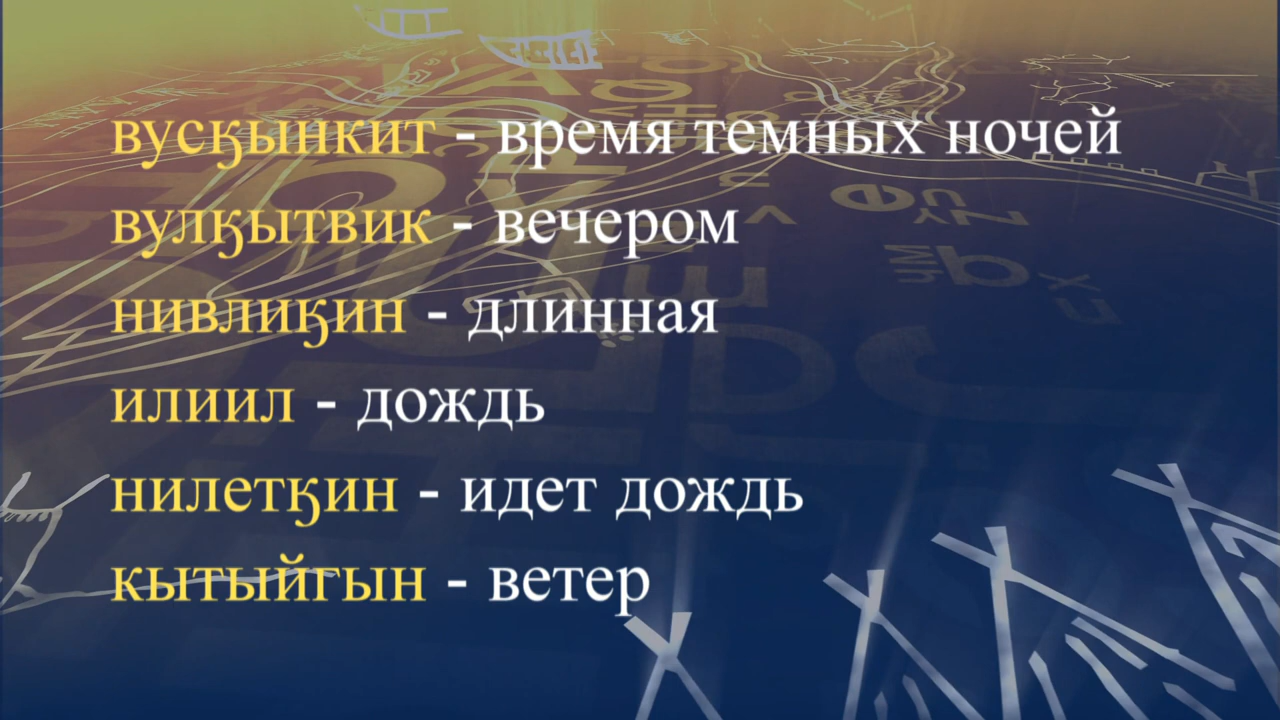 вусӄынкит - время темных ночей
вулӄытвик - вечером
нивлиӄин - длинная
илиил - дождь
нилетӄин - идет дождь
кытыйгын - ветер